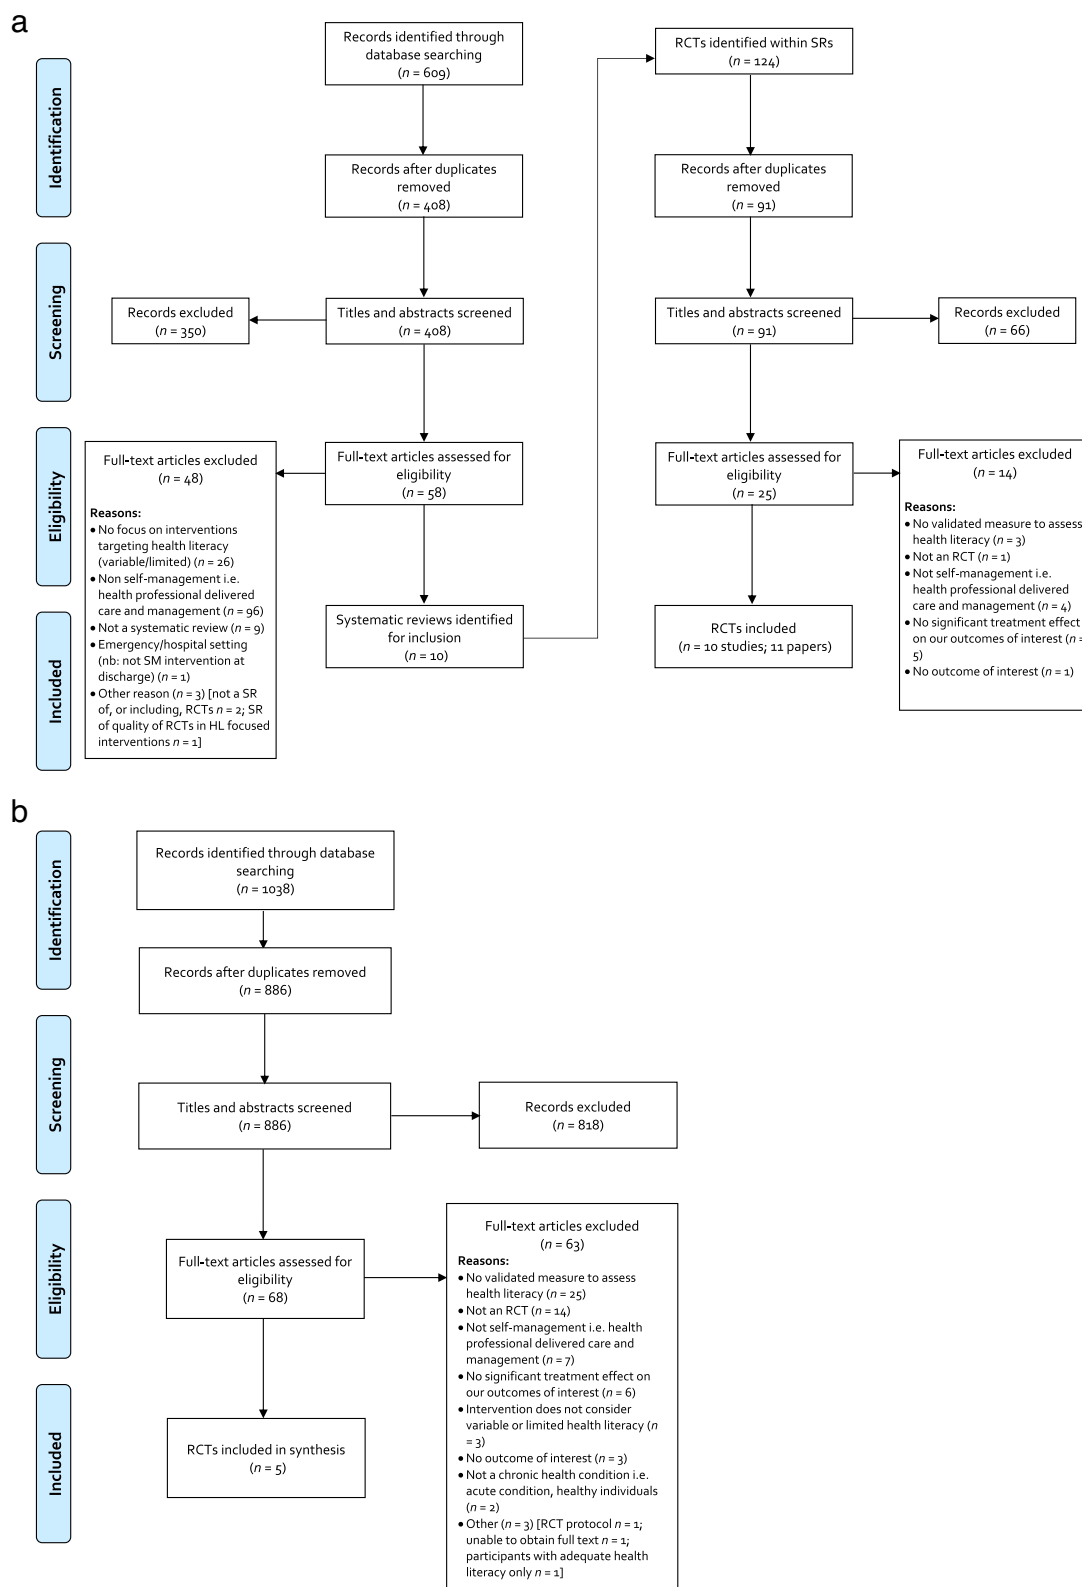 a
Identification
Screening
Eligibility
Included
Records identified through
database searching
(n = 609)
Records after duplicates
removed
(n = 408)
Records excluded
(n = 350)
Titles and abstracts screened
(n = 408)
Full-text articles excluded
(n = 48)
Reasons:
• No focus on interventions
targeting health literacy
(variable/limited) (n = 26)
• Non self-management i.e.
health professional delivered
care and management (n = 96)
• Not a systematic review (n = 9)
• Emergency/hospital setting
(nb: not SM intervention at
discharge) (n = 1)
• Other reason (n = 3) [not a SR
of, or including, RCTs n = 2; SR
of quality of RCTs in HL focused
interventions n = 1]
Full-text articles assessed for
eligibility
(n = 58)
Systematic reviews identified
for inclusion
(n = 10)
RCTs identified within SRs
(n = 124)
Records after duplicates
removed
(n = 91)
Titles and abstracts screened
(n = 91)
Records excluded
(n = 66)
Full-text articles assessed for
eligibility
(n = 25)
Full-text articles excluded
(n = 14)
Reasons:
• No validated measure to assess
health literacy (n = 3)
• Not an RCT (n = 1)
• Not self-management i.e.
health professional delivered
care and management (n = 4)
• No significant treatment effect
on our outcomes of interest (n =
5)
• No outcome of interest (n = 1)
RCTs included
(n = 10 studies; 11 papers)
b
Identification
Screening
Eligibility
Included
Records identified through database
searching
(n = 1038)
Records after duplicates removed
(n = 886)
Titles and abstracts screened
(n = 886)
Records excluded
(n = 818)
Full-text articles assessed for
eligibility
(n = 68)
Full-text articles excluded
(n = 63)
Reasons:
• No validated measure to assess
health literacy (n = 25)
• Not an RCT (n = 14)
• Not self-management i.e. health
professional delivered care and
management (n = 7)
• No significant treatment effect on
our outcomes of interest (n = 6)
• Intervention does not consider
variable or limited health literacy (n
= 3)
• No outcome of interest (n = 3)
• Not a chronic health condition i.e.
acute condition, healthy individuals
(n = 2)
• Other (n = 3) [RCT protocol n = 1;
unable to obtain full text n = 1;
participants with adequate health
literacy only n = 1]
RCTs included in synthesis
(n = 5)